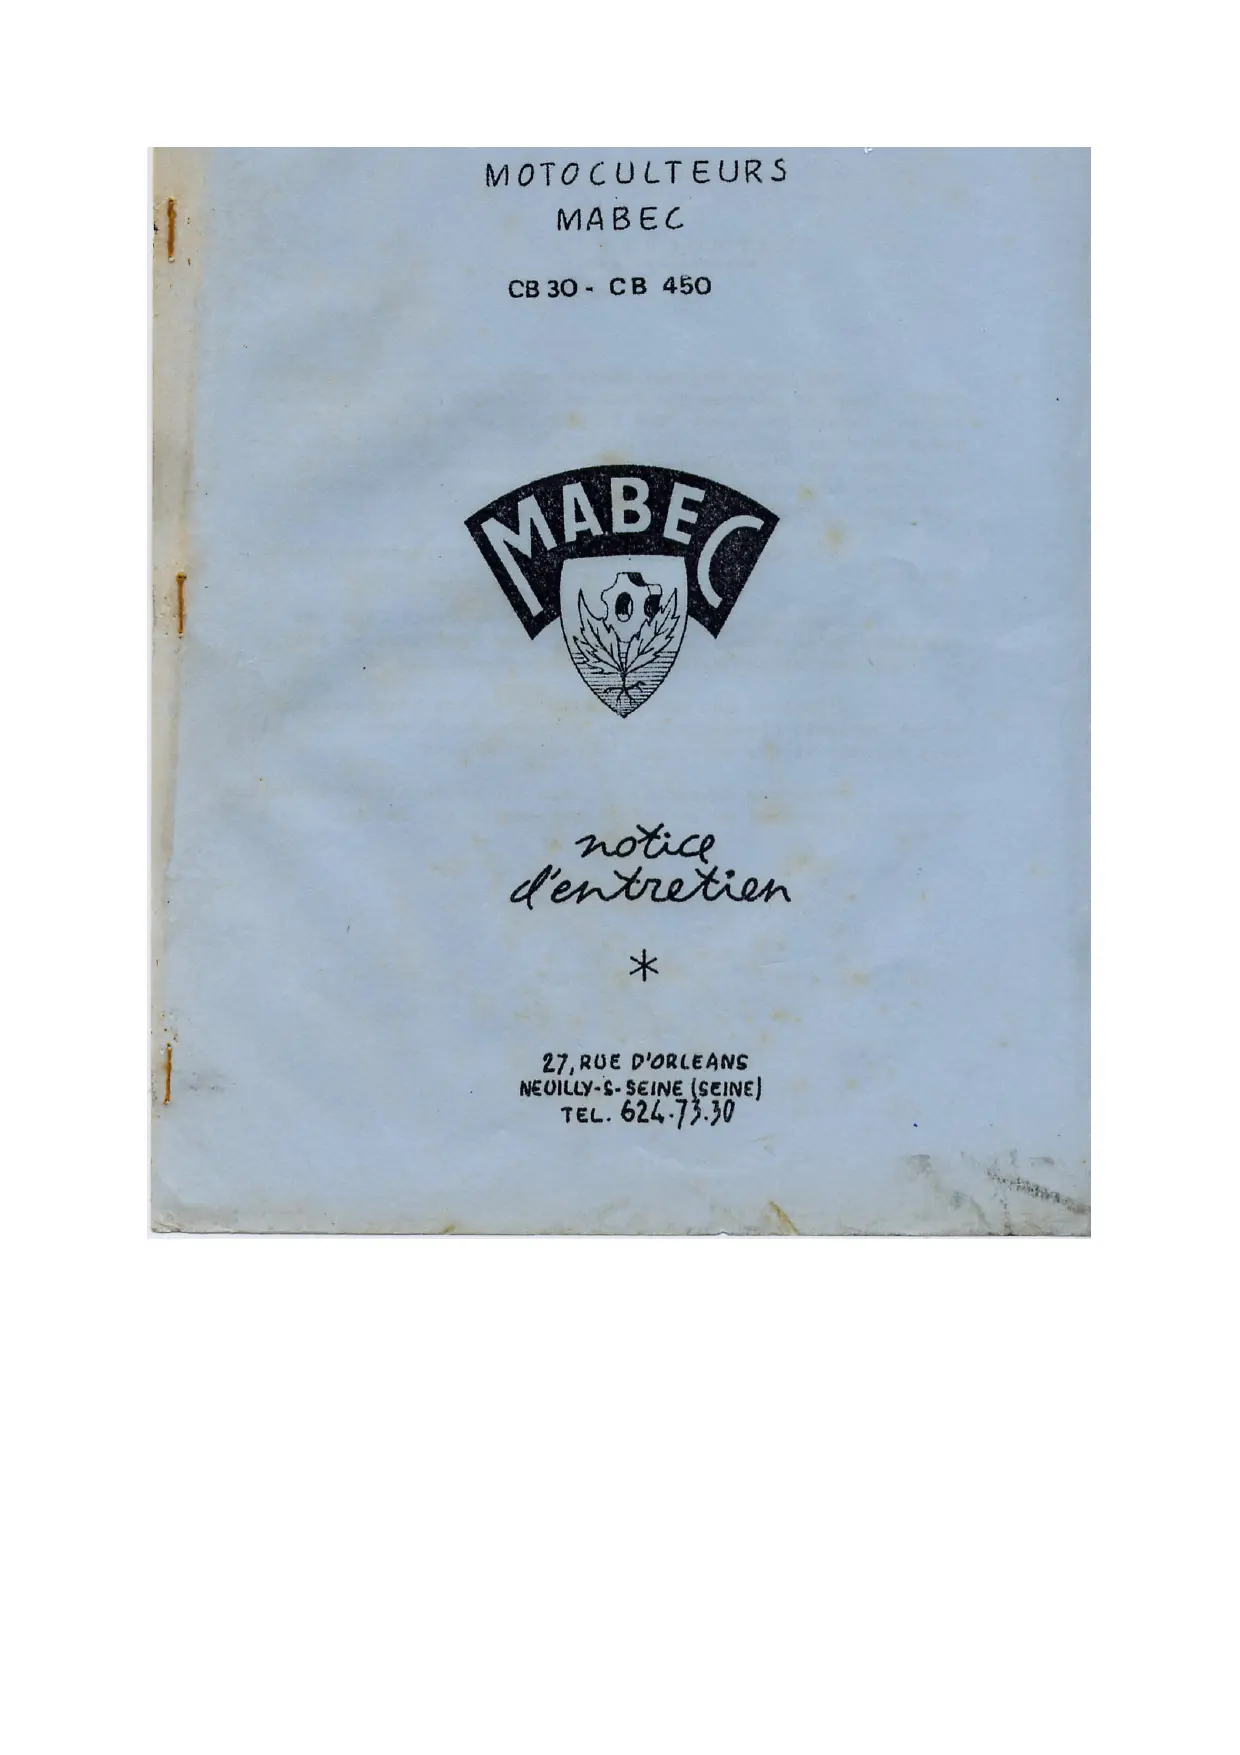 MOTOCULTEURS
MABEC
CB 30 - CB 450
MABEC
notice
d'entretien
*
27, RUE D'ORLEANS
NEUILLY-S-SEINE (SEINE)
TEL. 624.73.30